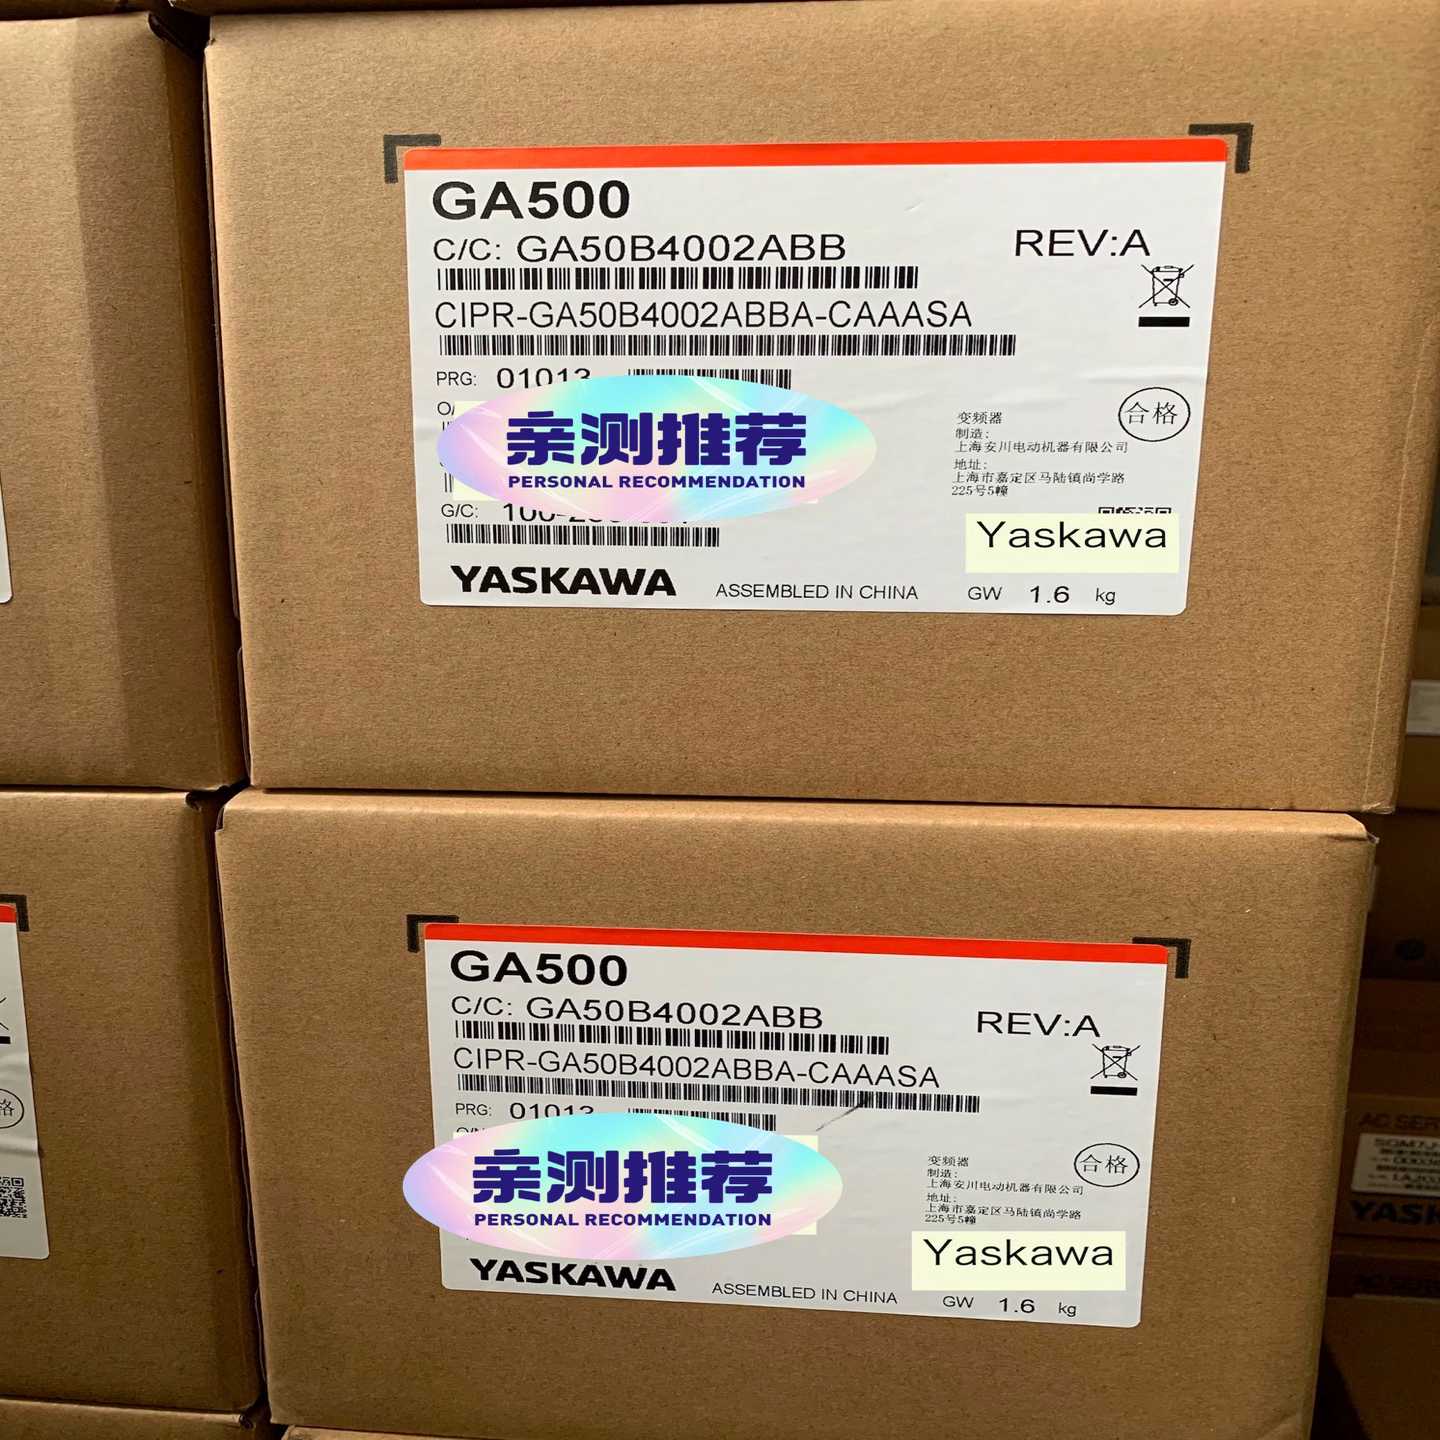 GA500
C/C: GA50B4002ABB
REV:A
CIPR-GA50B4002ABBA-CAAASA
PRG: 01013
亲测推荐
PERSONAL RECOMMENDATION
G/C:
变频器
制造:
上海安川电动机器有限公司
地址:
上海市嘉定区马陆镇尚学路
225号5幢
合格
Yaskawa
YASKAWA
ASSEMBLED IN CHINA
GW 1.6 kg
GA500
C/C: GA50B4002ABB
REV:A
CIPR-GA50B4002ABBA-CAAASA
PRG: 01013
亲测推荐
PERSONAL RECOMMENDATION
变频器
制造:
上海安川电动机器有限公司
地址:
上海市嘉定区马陆镇尚学路
225号5幢
合格
Yaskawa
YASKAWA
ASSEMBLED IN CHINA
GW 1.6 kg
格